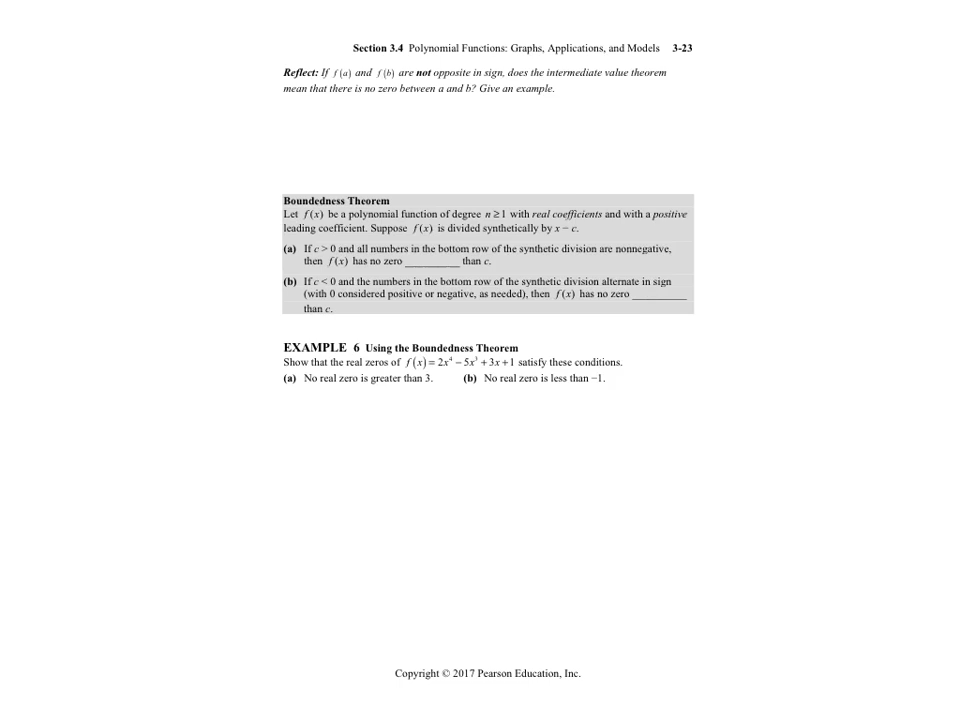 Section 3.4 Polynomial Functions: Graphs, Applications, and Models 3-23
Reflect: If f(a) and f(b) are not opposite in sign, does the intermediate value theorem
mean that there is no zero between a and b? Give an example.
Boundedness Theorem
Let f(x) be a polynomial function of degree n ≥ 1 with real coefficients and with a positive
leading coefficient. Suppose f(x) is divided synthetically by x − c.
(a) If c > 0 and all numbers in the bottom row of the synthetic division are nonnegative,
then f(x) has no zero __________ than c.
(b) If c < 0 and the numbers in the bottom row of the synthetic division alternate in sign
(with 0 considered positive or negative, as needed), then f(x) has no zero __________
than c.
EXAMPLE 6 Using the Boundedness Theorem
Show that the real zeros of f(x) = 2x⁴ − 5x³ + 3x + 1 satisfy these conditions.
(a) No real zero is greater than 3. (b) No real zero is less than −1.
Copyright © 2017 Pearson Education, Inc.